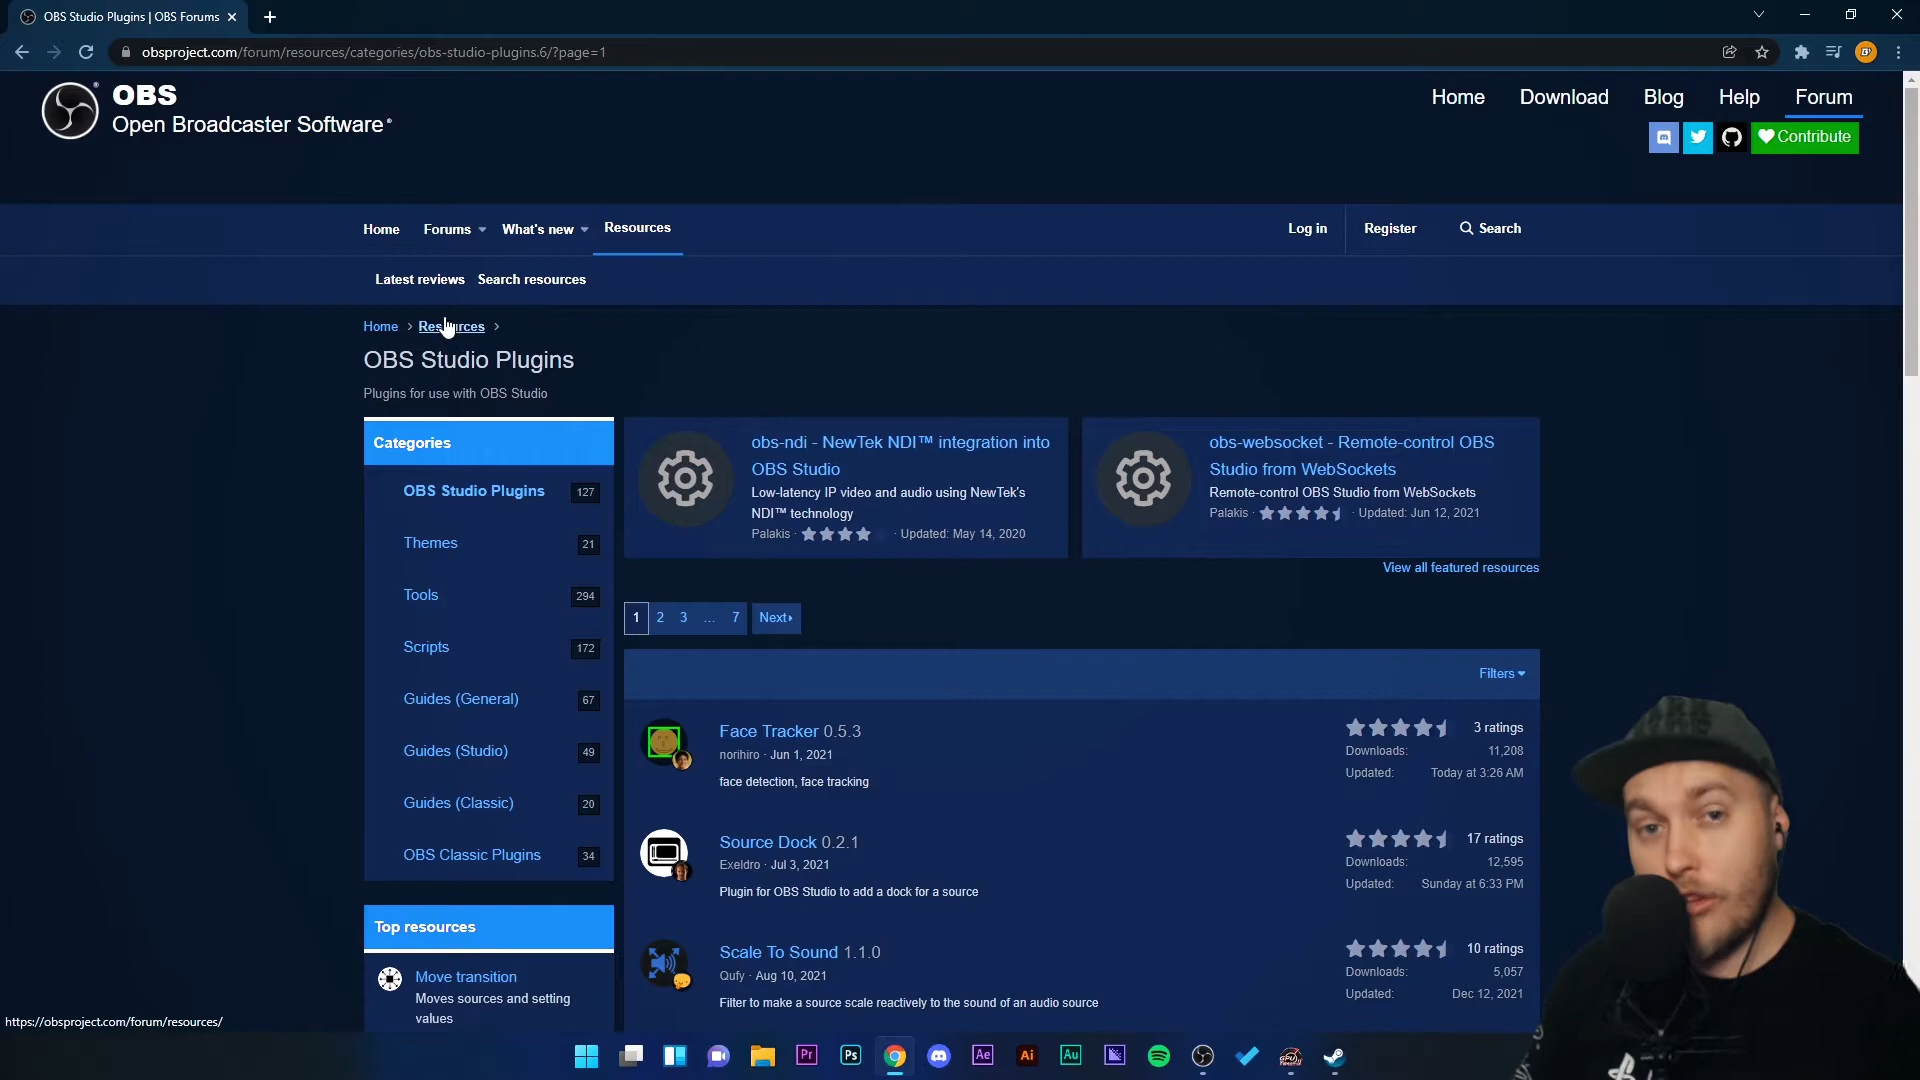 OBS Studio Plugins | OBS Forums
obsproject.com/forum/resources/categories/obs-studio-plugins.6/?page=1
OBS
Open Broadcaster Software
Home Download Blog Help Forum
Contribute
Home Forums What's new Resources Log in Register Search
Latest reviews Search resources
Home > Resources >
OBS Studio Plugins
Plugins for use with OBS Studio
Categories
OBS Studio Plugins 127
Themes 21
Tools 294
Scripts 172
Guides (General) 67
Guides (Studio) 49
Guides (Classic) 20
OBS Classic Plugins 34
Top resources
Move transition
Moves sources and setting
values
obs-ndi - NewTek NDI™ integration into
OBS Studio
Low-latency IP video and audio using NewTek's
NDI™ technology
Palakis · Updated: May 14, 2020
obs-websocket - Remote-control OBS
Studio from WebSockets
Remote-control OBS Studio from WebSockets
Palakis · Updated: Jun 12, 2021
View all featured resources
1 2 3 … 7 Next
Filters
Face Tracker 0.5.3
norihiro · Jun 1, 2021
face detection, face tracking
3 ratings
Downloads: 11,208
Updated: Today at 3:26 AM
Source Dock 0.2.1
Exeldro · Jul 3, 2021
Plugin for OBS Studio to add a dock for a source
17 ratings
Downloads: 12,595
Updated: Sunday at 6:33 PM
Scale To Sound 1.1.0
Qufy · Aug 10, 2021
Filter to make a source scale reactively to the sound of an audio source
10 ratings
Downloads: 5,057
Updated: Dec 12, 2021
https://obsproject.com/forum/resources/
Pr Ps Ae Ai Au
GPU